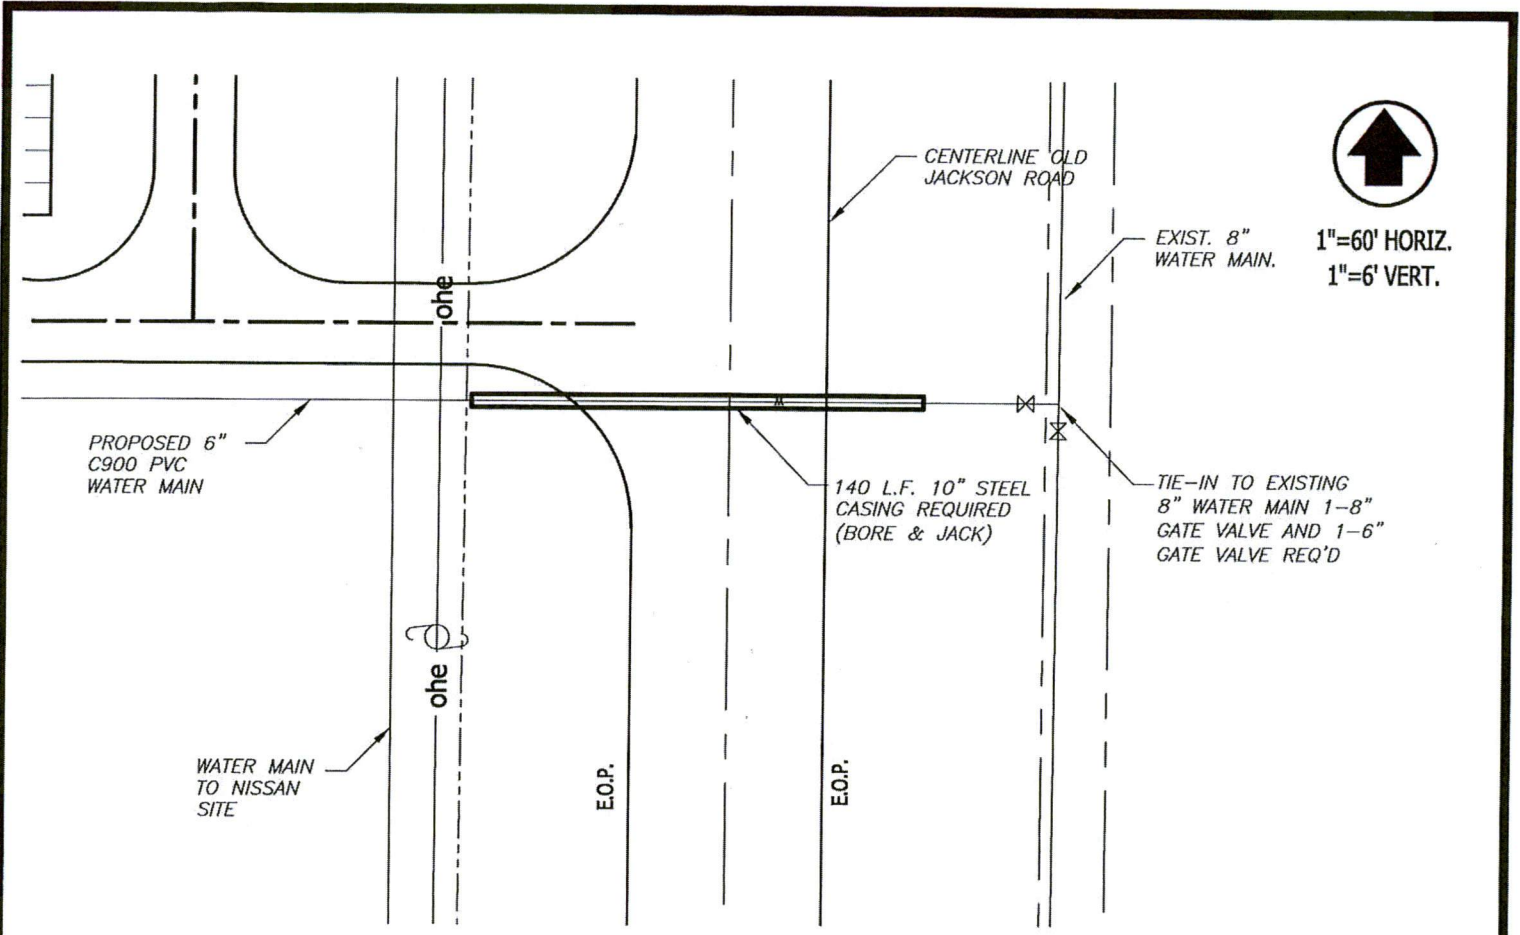 CENTERLINE OLD
JACKSON ROAD
EXIST. 8"
WATER MAIN.
1"=60' HORIZ.
1"=6' VERT.
ohe
PROPOSED 6"
C900 PVC
WATER MAIN
140 L.F. 10" STEEL
CASING REQUIRED
(BORE & JACK)
TIE-IN TO EXISTING
8" WATER MAIN 1-8"
GATE VALVE AND 1-6"
GATE VALVE REQ'D
ohe
WATER MAIN
TO NISSAN
SITE
E.O.P.
E.O.P.